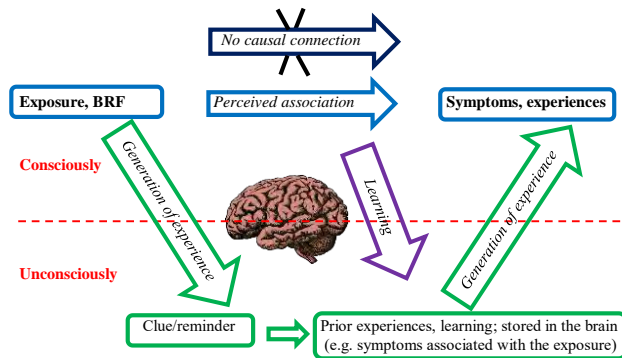 No causal connection
Exposure, BRF
Perceived association
Symptoms, experiences
Consciously
Generation of experience
Learning
Generation of experience
Unconsciously
Clue/reminder
Prior experiences, learning; stored in the brain
(e.g. symptoms associated with the exposure)